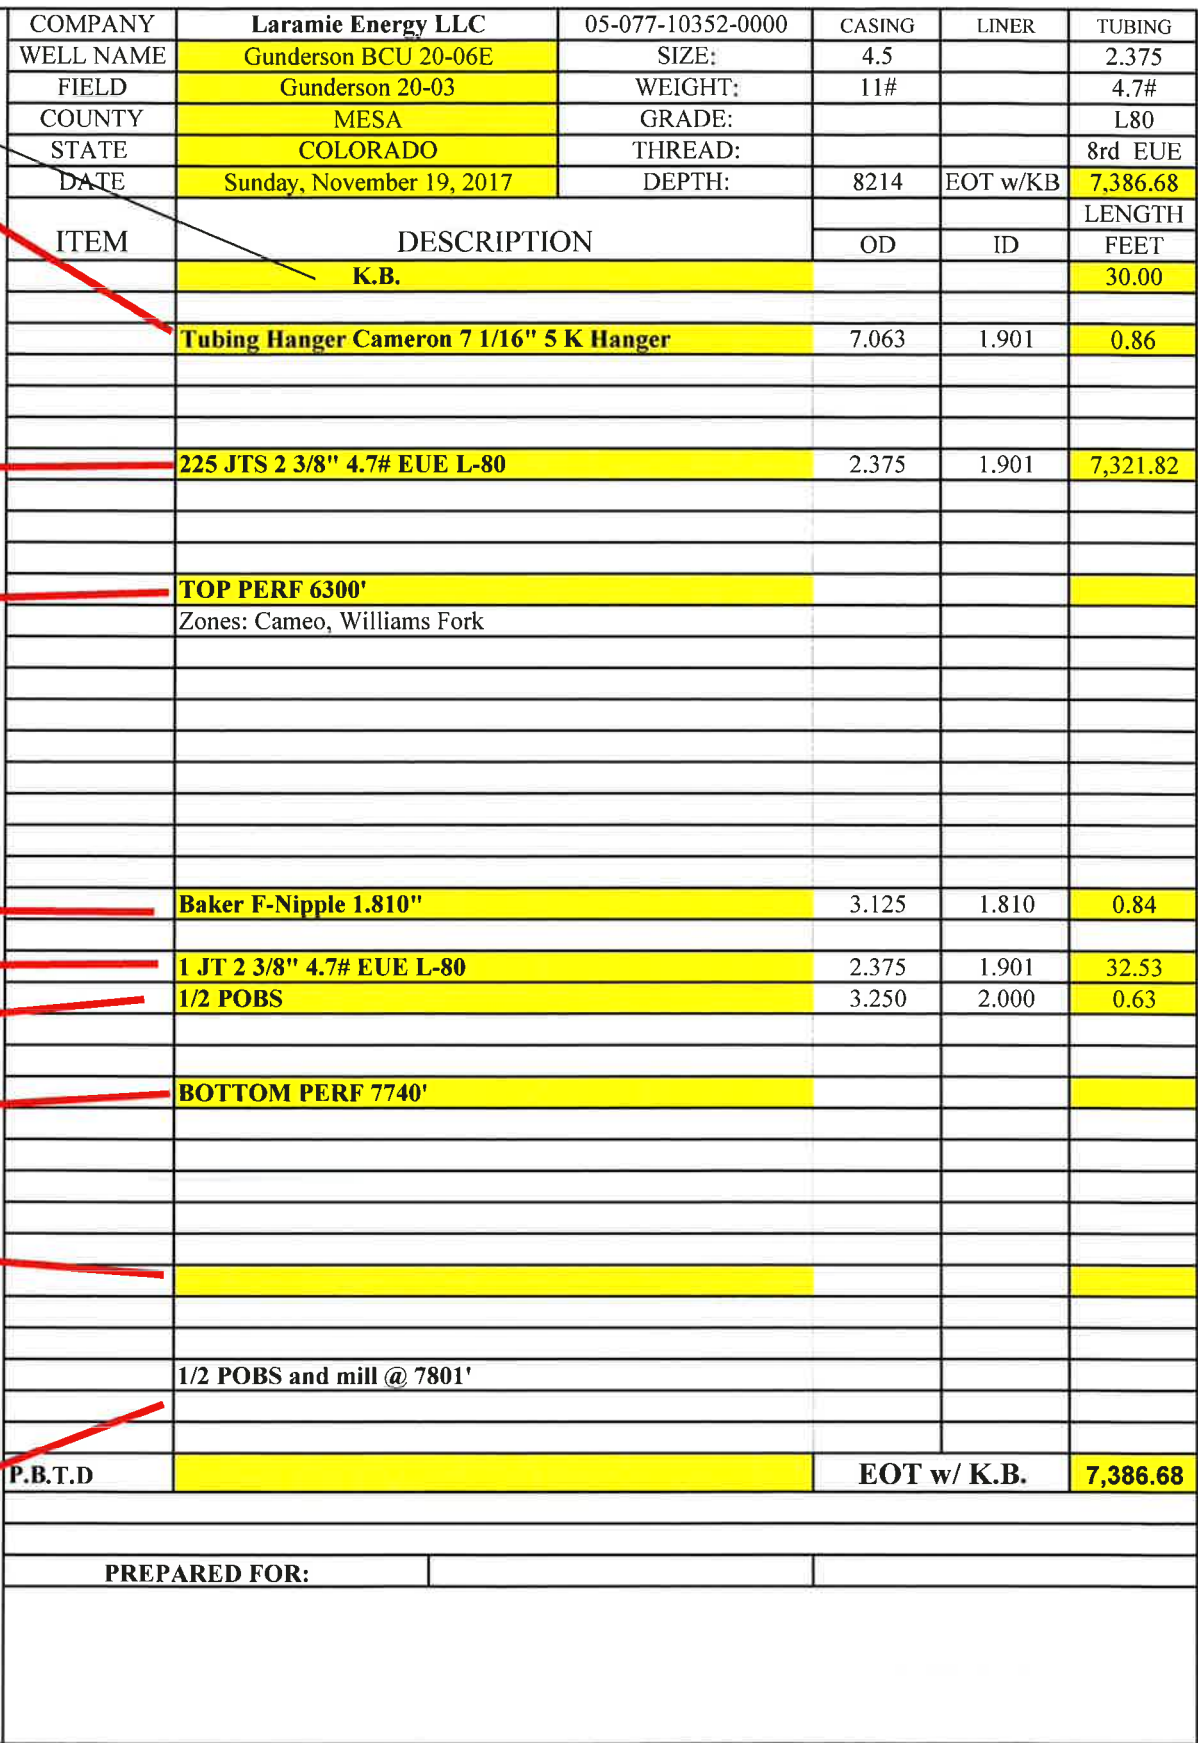 COMPANY Laramie Energy LLC 05-077-10352-0000 CASING LINER TUBING
WELL NAME Gunderson BCU 20-06E SIZE: 4.5 2.375
FIELD Gunderson 20-03 WEIGHT: 11# 4.7#
COUNTY MESA GRADE: L80
STATE COLORADO THREAD: 8rd EUE
DATE Sunday, November 19, 2017 DEPTH: 8214 EOT w/KB 7,386.68
LENGTH
ITEM DESCRIPTION OD ID FEET
K.B. 30.00
Tubing Hanger Cameron 7 1/16" 5 K Hanger 7.063 1.901 0.86
225 JTS 2 3/8" 4.7# EUE L-80 2.375 1.901 7,321.82
TOP PERF 6300'
Zones: Cameo, Williams Fork
Baker F-Nipple 1.810" 3.125 1.810 0.84
1 JT 2 3/8" 4.7# EUE L-80 2.375 1.901 32.53
1/2 POBS 3.250 2.000 0.63
BOTTOM PERF 7740'
1/2 POBS and mill @ 7801'
P.B.T.D EOT w/ K.B. 7,386.68
PREPARED FOR: